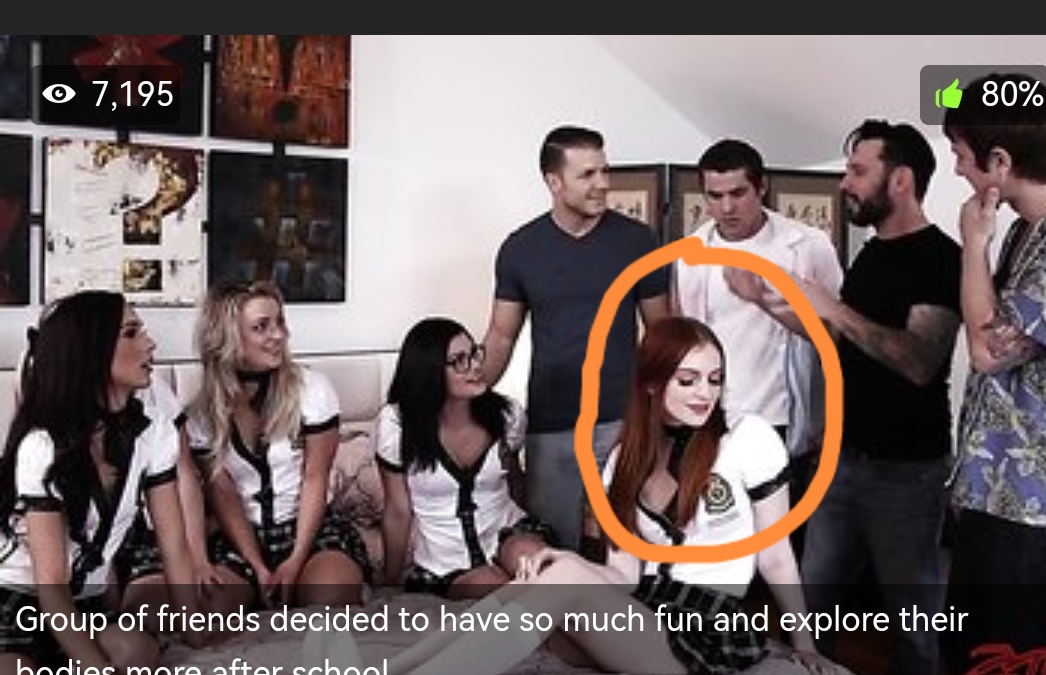 7,195
80%
Group of friends decided to have so much fun and explore their
bodies more after school